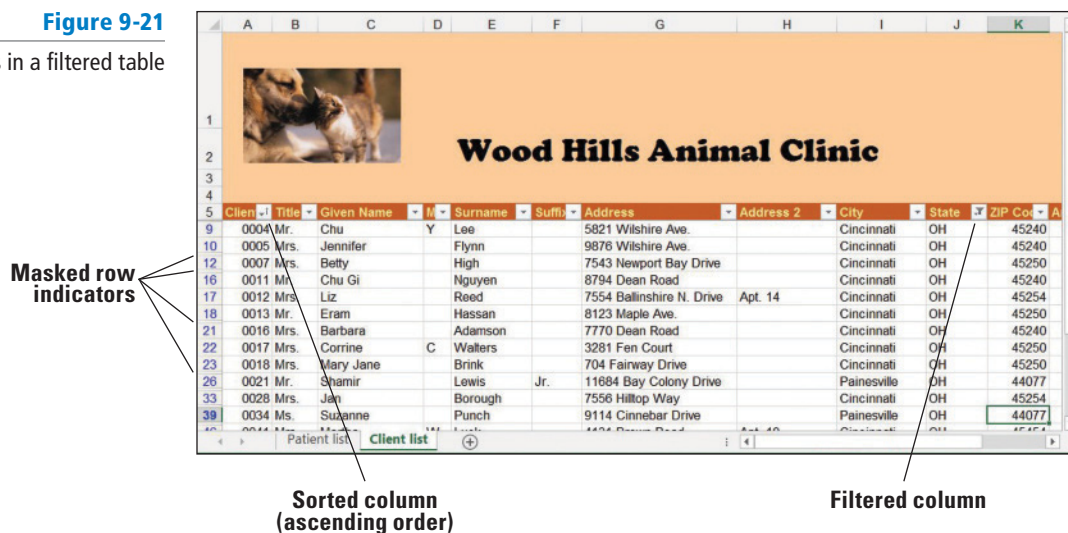 Figure 9-21
in a filtered table
A B C D E F G H I J K
1
2 Wood Hills Animal Clinic
3
4
5 Clien Title Given Name M Surname Suffix Address Address 2 City State ZIP Co
9 0004 Mr. Chu Y Lee 5821 Wilshire Ave. Cincinnati OH 45240
10 0005 Mrs. Jennifer Flynn 9876 Wilshire Ave. Cincinnati OH 45240
12 0007 Mrs. Betty High 7543 Newport Bay Drive Cincinnati OH 45250
16 0011 Mr. Chu Gi Nguyen 8794 Dean Road Cincinnati OH 45240
17 0012 Mrs. Liz Reed 7554 Ballinshire N. Drive Apt. 14 Cincinnati OH 45254
18 0013 Mr. Eram Hassan 8123 Maple Ave. Cincinnati OH 45250
21 0016 Mrs. Barbara Adamson 7770 Dean Road Cincinnati OH 45240
22 0017 Mrs. Corrine C Walters 3281 Fen Court Cincinnati OH 45250
23 0018 Mrs. Mary Jane Brink 704 Fairway Drive Cincinnati OH 45250
26 0021 Mr. Shamir Lewis Jr. 11684 Bay Colony Drive Painesville OH 44077
33 0028 Mrs. Jan Borough 7556 Hilltop Way Cincinnati OH 45254
39 0034 Ms. Suzanne Punch 9114 Cinnebar Drive Painesville OH 44077
Patient list Client list
Masked row
indicators
Sorted column
(ascending order)
Filtered column